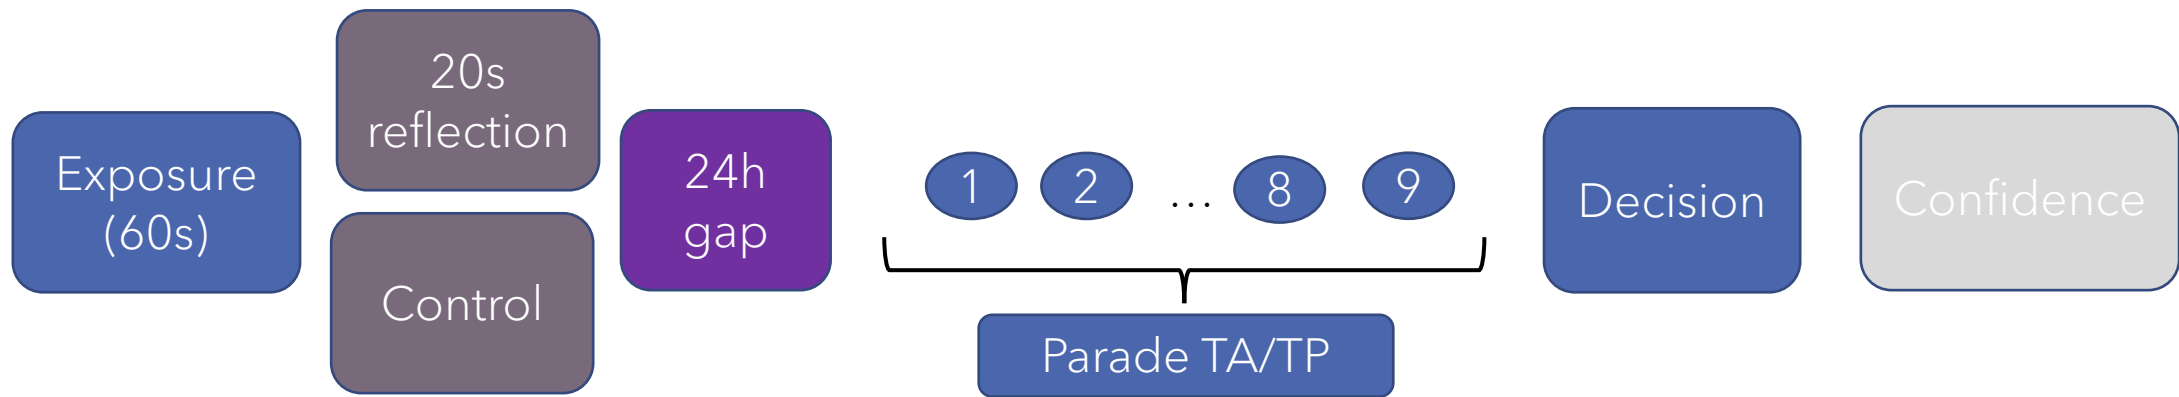 Exposure
(60s)
20s
reflection
Control
24h
gap
1 2 … 8 9
Parade TA/TP
Decision
Confidence